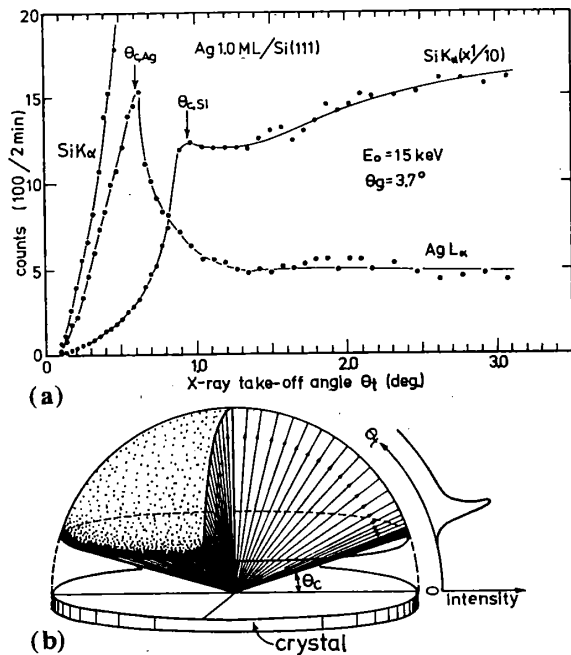 (a)
20
15
10
5
0
counts (100/2 min)
θc,Ag
Ag 1.0 ML/Si(111)
θc,Si
SiKα(x1/10)
SiKα
E₀ = 15 keV
θg = 3.7°
AgLα
0 1.0 2.0 3.0
X-ray take-off angle θt (deg.)
(b)
θc
0
intensity
crystal